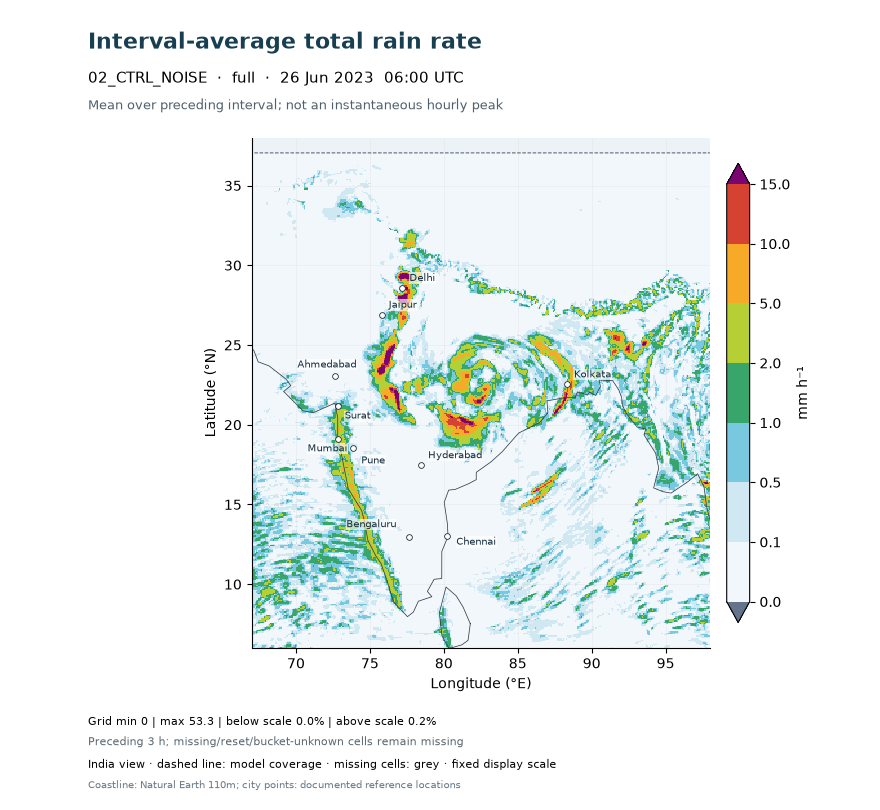 Interval-average total rain rate
02_CTRL_NOISE · full · 26 Jun 2023 06:00 UTC
Mean over preceding interval; not an instantaneous hourly peak
35
30
25
20
15
10
Latitude (°N)
70
75
80
85
90
95
Longitude (°E)
Delhi
Jaipur
Ahmedabad
Kolkata
Surat
Mumbai
Pune
Hyderabad
Bengaluru
Chennai
15.0
10.0
5.0
2.0
1.0
0.5
0.1
0.0
mm h⁻¹
Grid min 0 | max 53.3 | below scale 0.0% | above scale 0.2%
Preceding 3 h; missing/reset/bucket-unknown cells remain missing
India view · dashed line: model coverage · missing cells: grey · fixed display scale
Coastline: Natural Earth 110m; city points: documented reference locations